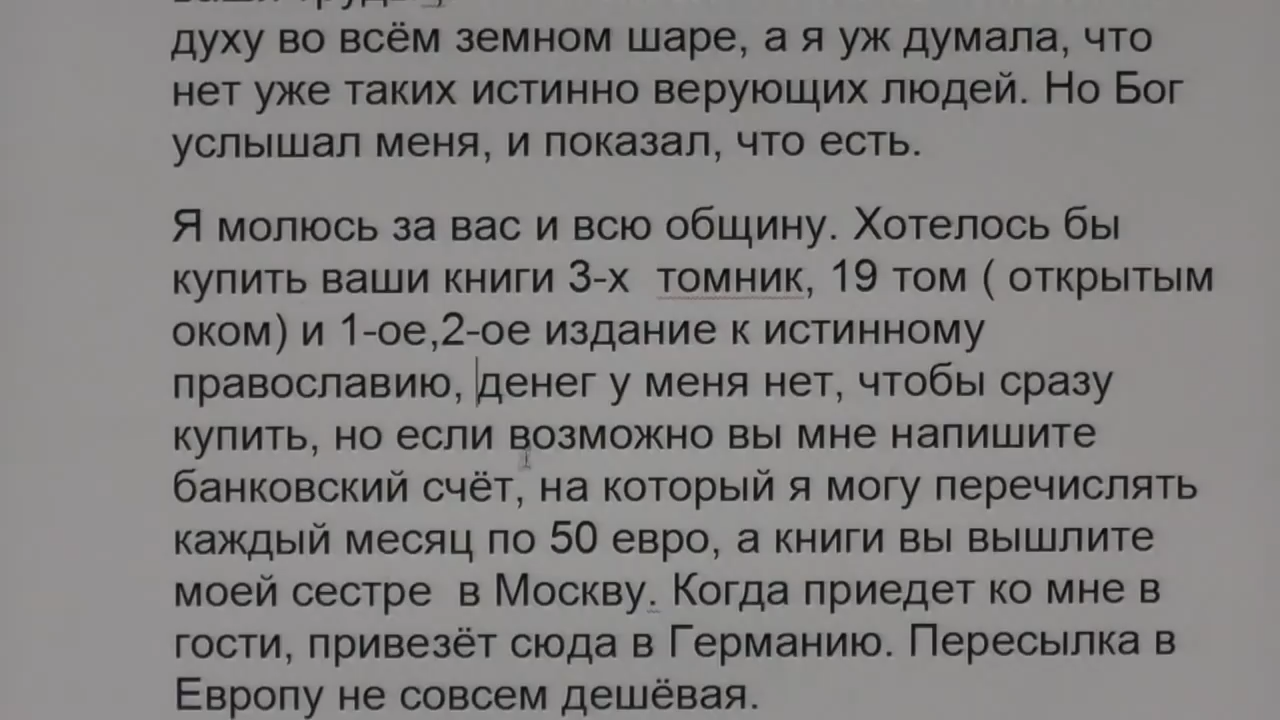 духу во всём земном шаре, а я уж думала, что
нет уже таких истинно верующих людей. Но Бог
услышал меня, и показал, что есть.
Я молюсь за вас и всю общину. Хотелось бы
купить ваши книги 3-х томник, 19 том ( открытым
оком) и 1-ое,2-ое издание к истинному
православию, денег у меня нет, чтобы сразу
купить, но если возможно вы мне напишите
банковский счёт, на который я могу перечислять
каждый месяц по 50 евро, а книги вы вышлите
моей сестре в Москву. Когда приедет ко мне в
гости, привезёт сюда в Германию. Пересылка в
Европу не совсем дешёвая.